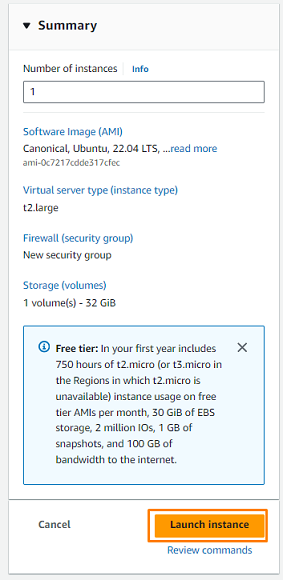 Summary
Number of instances Info
1
Software Image (AMI)
Canonical, Ubuntu, 22.04 LTS, ...read more
ami-0c7217cdde317cfec
Virtual server type (instance type)
t2.large
Firewall (security group)
New security group
Storage (volumes)
1 volume(s) - 32 GiB
Free tier: In your first year includes
750 hours of t2.micro (or t3.micro in
the Regions in which t2.micro is
unavailable) instance usage on free
tier AMIs per month, 30 GiB of EBS
storage, 2 million IOs, 1 GB of
snapshots, and 100 GB of
bandwidth to the internet.
Cancel Launch instance
Review commands